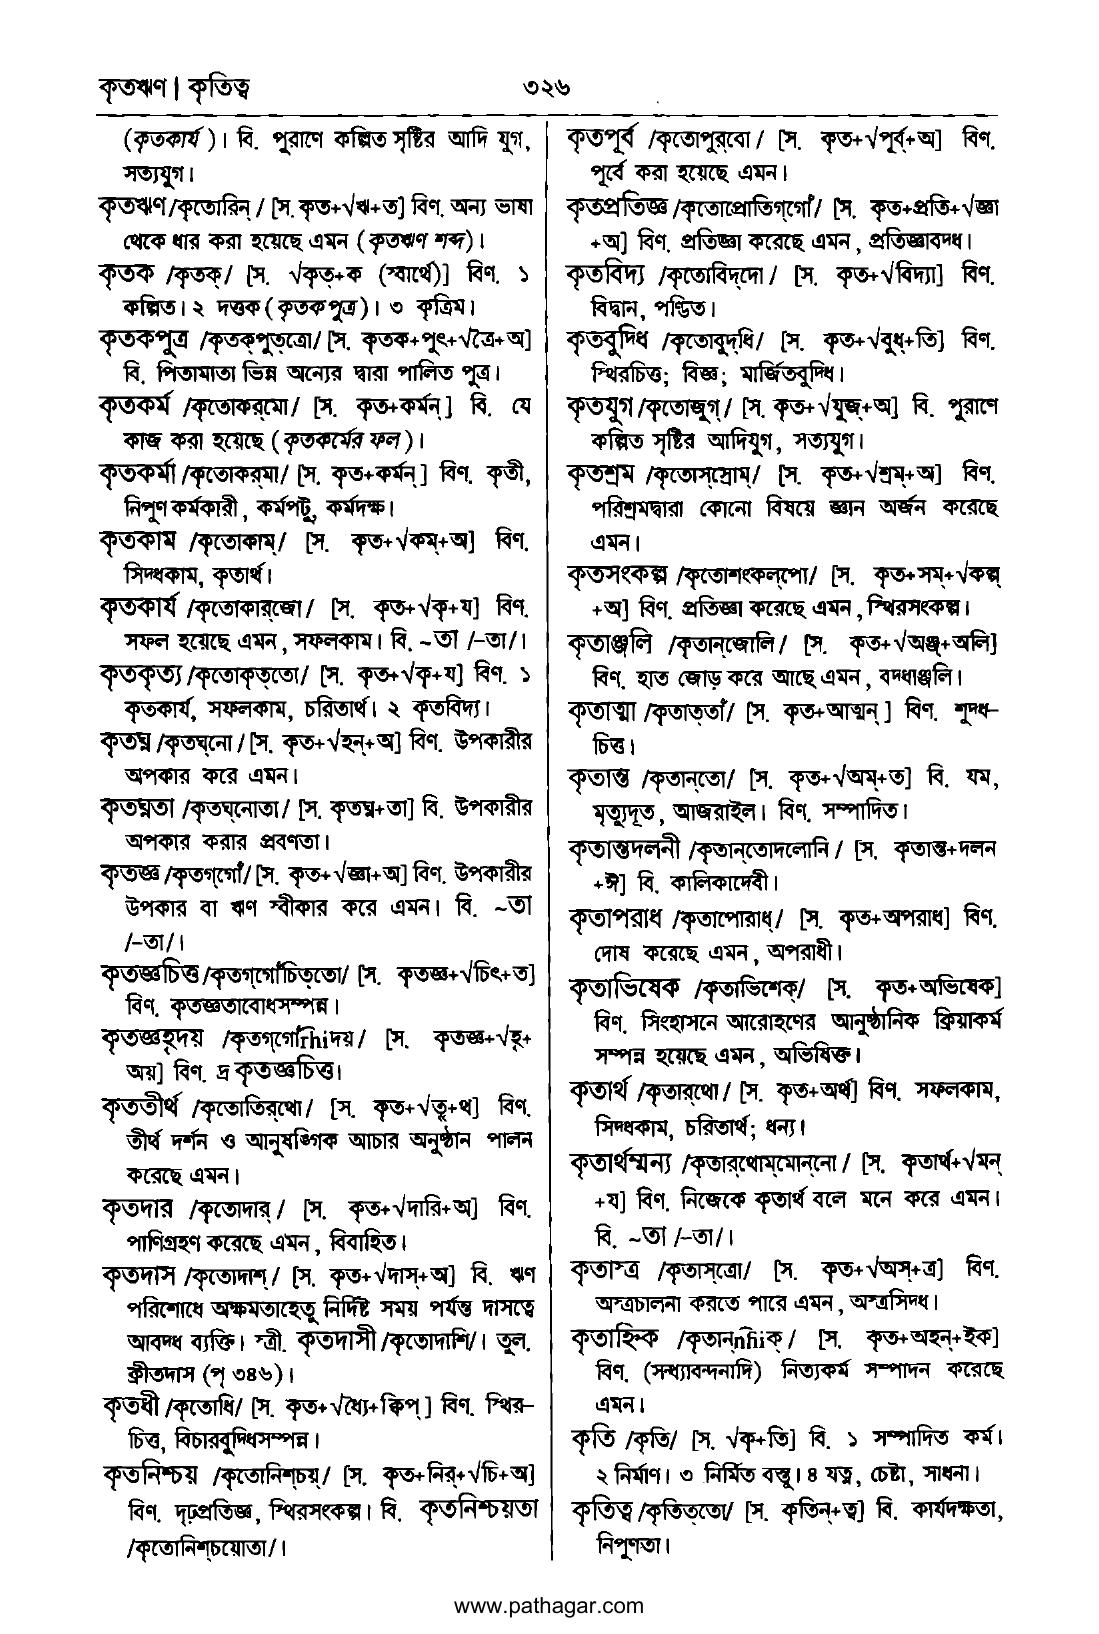 কৃতঋণ | কৃতিত্ব
৩২৬
(কৃতকার্য)। বি. পুরাণে কল্পিত সৃষ্টির আদি যুগ,
সত্যযুগ।
কৃতঋণ /কৃতোরিন্/ [স. কৃত+√ঋ+ত] বিণ. অন্য ভাষা
থেকে ধার করা হয়েছে এমন (কৃতঋণ শব্দ)।
কৃতক /কৃতক্/ [স. √কৃত্+ক (স্বার্থে)] বিণ. ১
কল্পিত। ২ দত্তক (কৃতকপুত্র)। ৩ কৃত্রিম।
কৃতকপুত্র /কৃতক্‌পুত্‌ত্রো/ [স. কৃতক+পুৎ+√ত্রৈ+অ]
বি. পিতামাতা ভিন্ন অন্যের দ্বারা পালিত পুত্র।
কৃতকর্ম /কৃতোকর্‌মো/ [স. কৃত+কর্মন্] বি. যে
কাজ করা হয়েছে (কৃতকর্মের ফল)।
কৃতকর্মা /কৃতোকর্‌মা/ [স. কৃত+কর্মন্] বিণ. কৃতী,
নিপুণ কর্মকারী, কর্মপটু, কর্মদক্ষ।
কৃতকাম /কৃতোকাম্/ [স. কৃত+√কম্+অ] বিণ.
সিদ্ধকাম, কৃতার্থ।
কৃতকার্য /কৃতোকার্‌জো/ [স. কৃত+√কৃ+য] বিণ.
সফল হয়েছে এমন, সফলকাম। বি. ~তা /–তা/।
কৃতকৃত্য /কৃতোকৃত্‌তো/ [স. কৃত+√কৃ+য] বিণ. ১
কৃতকার্য, সফলকাম, চরিতার্থ। ২ কৃতবিদ্য।
কৃতঘ্ন /কৃতঘ্‌নো/ [স. কৃত+√হন্+অ] বিণ. উপকারীর
অপকার করে এমন।
কৃতঘ্নতা /কৃতঘ্‌নোতা/ [স. কৃতঘ্ন+তা] বি. উপকারীর
অপকার করার প্রবণতা।
কৃতজ্ঞ /কৃতগ্‌গোঁ/ [স. কৃত+√জ্ঞা+অ] বিণ. উপকারীর
উপকার বা ঋণ স্বীকার করে এমন। বি. ~তা
/–তা/।
কৃতজ্ঞচিত্ত /কৃতগ্‌গোঁচিত্‌তো/ [স. কৃতজ্ঞ+√চিৎ+ত]
বিণ. কৃতজ্ঞতাবোধসম্পন্ন।
কৃতজ্ঞহৃদয় /কৃতগ্‌গোঁrhiদয়/ [স. কৃতজ্ঞ+√হৃ+
অয়] বিণ. দ্র কৃতজ্ঞচিত্ত।
কৃততীর্থ /কৃতোতির্‌থো/ [স. কৃত+√তৄ+থ] বিণ.
তীর্থ দর্শন ও আনুষঙ্গিক আচার অনুষ্ঠান পালন
করেছে এমন।
কৃতদার /কৃতোদার্/ [স. কৃত+√দারি+অ] বিণ.
পাণিগ্রহণ করেছে এমন, বিবাহিত।
কৃতদাস /কৃতোদাশ্/ [স. কৃত+√দাস্+অ] বি. ঋণ
পরিশোধে অক্ষমতাহেতু নির্দিষ্ট সময় পর্যন্ত দাসত্বে
আবদ্ধ ব্যক্তি। স্ত্রী. কৃতদাসী /কৃতোদাশি/। তুল.
ক্রীতদাস (পৃ ৩৪৬)।
কৃতধী /কৃতোধি/ [স. কৃত+√ধ্যৈ+ক্বিপ্] বিণ. স্থির–
চিত্ত, বিচারবুদ্ধিসম্পন্ন।
কৃতনিশ্চয় /কৃতোনিশ্‌চয়্/ [স. কৃত+নির্+√চি+অ]
বিণ. দৃঢ়প্রতিজ্ঞ, স্থিরসংকল্প। বি. কৃতনিশ্চয়তা
/কৃতোনিশ্‌চয়োতা/।
কৃতপূর্ব /কৃতোপুর্‌বো/ [স. কৃত+√পূর্ব্+অ] বিণ.
পূর্বে করা হয়েছে এমন।
কৃতপ্রতিজ্ঞ /কৃতোপ্রোতিগ্‌গোঁ/ [স. কৃত+প্রতি+√জ্ঞা
+অ] বিণ. প্রতিজ্ঞা করেছে এমন, প্রতিজ্ঞাবদ্ধ।
কৃতবিদ্য /কৃতোবিদ্‌দো/ [স. কৃত+√বিদ্যা] বিণ.
বিদ্বান, পণ্ডিত।
কৃতবুদ্ধি /কৃতোবুদ্‌ধি/ [স. কৃত+√বুধ্+তি] বিণ.
স্থিরচিত্ত; বিজ্ঞ; মার্জিতবুদ্ধি।
কৃতযুগ /কৃতোজুগ্/ [স. কৃত+√যুজ্+অ] বি. পুরাণে
কল্পিত সৃষ্টির আদিযুগ, সত্যযুগ।
কৃতশ্রম /কৃতোস্‌স্রোম্/ [স. কৃত+√শ্রম্+অ] বিণ.
পরিশ্রমদ্বারা কোনো বিষয়ে জ্ঞান অর্জন করেছে
এমন।
কৃতসংকল্প /কৃতোশংকল্‌পো/ [স. কৃত+সম্+√কল্প্
+অ] বিণ. প্রতিজ্ঞা করেছে এমন, স্থিরসংকল্প।
কৃতাঞ্জলি /কৃতান্‌জোলি/ [স. কৃত+√অঞ্জ্+অলি]
বিণ. হাত জোড় করে আছে এমন, বদ্ধাঞ্জলি।
কৃতাত্মা /কৃতাত্‌তাঁ/ [স. কৃত+আত্মন্] বিণ. শুদ্ধ–
চিত্ত।
কৃতান্ত /কৃতান্‌তো/ [স. কৃত+√অম্+ত] বি. যম,
মৃত্যুদূত, আজরাইল। বিণ. সম্পাদিত।
কৃতান্তদলনী /কৃতান্‌তোদলোনি/ [স. কৃতান্ত+দলন
+ঈ] বি. কালিকাদেবী।
কৃতাপরাধ /কৃতাপোরাধ্/ [স. কৃত+অপরাধ] বিণ.
দোষ করেছে এমন, অপরাধী।
কৃতাভিষেক /কৃতাভিশেক্/ [স. কৃত+অভিষেক]
বিণ. সিংহাসনে আরোহণের আনুষ্ঠানিক ক্রিয়াকর্ম
সম্পন্ন হয়েছে এমন, অভিষিক্ত।
কৃতার্থ /কৃতার্‌থো/ [স. কৃত+অর্থ] বিণ. সফলকাম,
সিদ্ধকাম, চরিতার্থ; ধন্য।
কৃতার্থম্মন্য /কৃতার্‌থোম্‌মোন্‌নো/ [স. কৃতার্থ+√মন্
+য] বিণ. নিজেকে কৃতার্থ বলে মনে করে এমন।
বি. ~তা /–তা/।
কৃতাস্ত্র /কৃতাস্‌ত্রো/ [স. কৃত+√অস্+ত্র] বিণ.
অস্ত্রচালনা করতে পারে এমন, অস্ত্রসিদ্ধ।
কৃতাহ্নিক /কৃতান্‌n̄hiক্/ [স. কৃত+অহন্+ইক]
বিণ. (সন্ধ্যাবন্দনাদি) নিত্যকর্ম সম্পাদন করেছে
এমন।
কৃতি /কৃতি/ [স. √কৃ+তি] বি. ১ সম্পাদিত কর্ম।
২ নির্মাণ। ৩ নির্মিত বস্তু। ৪ যত্ন, চেষ্টা, সাধনা।
কৃতিত্ব /কৃতিত্‌তো/ [স. কৃতিন্+ত্ব] বি. কার্যদক্ষতা,
নিপুণতা।
www.pathagar.com